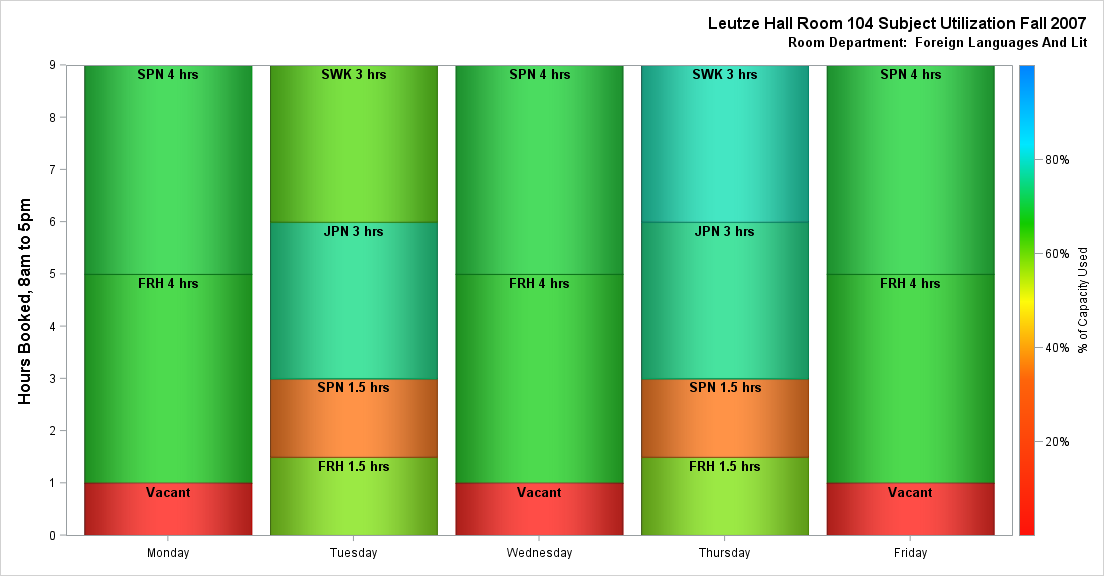 Leutze Hall Room 104 Subject Utilization Fall 2007
Room Department: Foreign Languages And Lit
Hours Booked, 8am to 5pm
9
8
7
6
5
4
3
2
1
0
SPN 4 hrs
FRH 4 hrs
Vacant
SWK 3 hrs
JPN 3 hrs
SPN 1.5 hrs
FRH 1.5 hrs
SPN 4 hrs
FRH 4 hrs
Vacant
SWK 3 hrs
JPN 3 hrs
SPN 1.5 hrs
FRH 1.5 hrs
SPN 4 hrs
FRH 4 hrs
Vacant
Monday
Tuesday
Wednesday
Thursday
Friday
80%
60%
40%
20%
% of Capacity Used